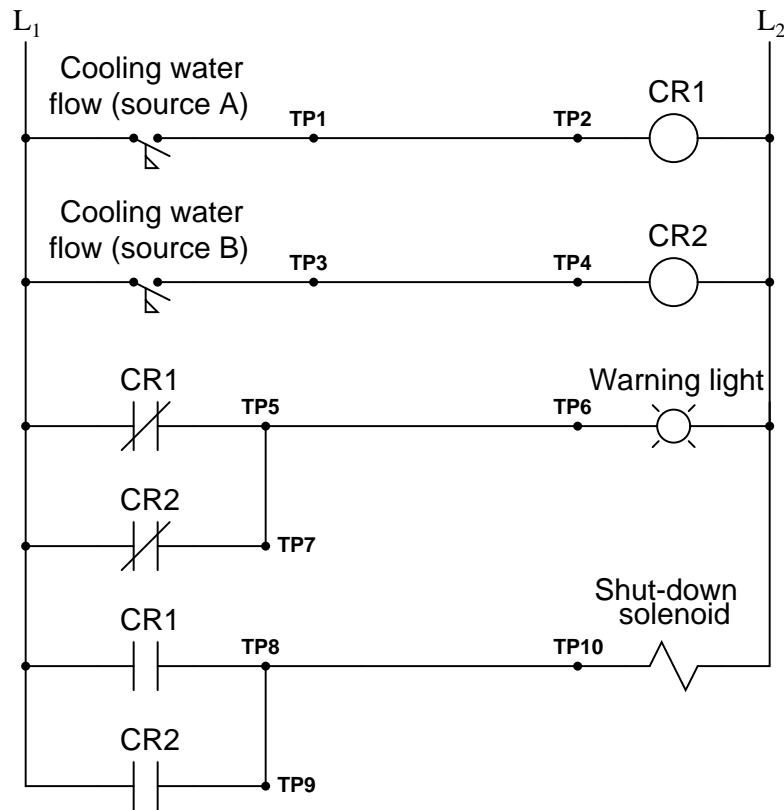 L1 L2
Cooling water
flow (source A)
TP1 TP2 CR1
Cooling water
flow (source B)
TP3 TP4 CR2
CR1 TP5 TP6 Warning light
CR2 TP7
CR1 TP8 TP10 Shut-down
solenoid
CR2 TP9